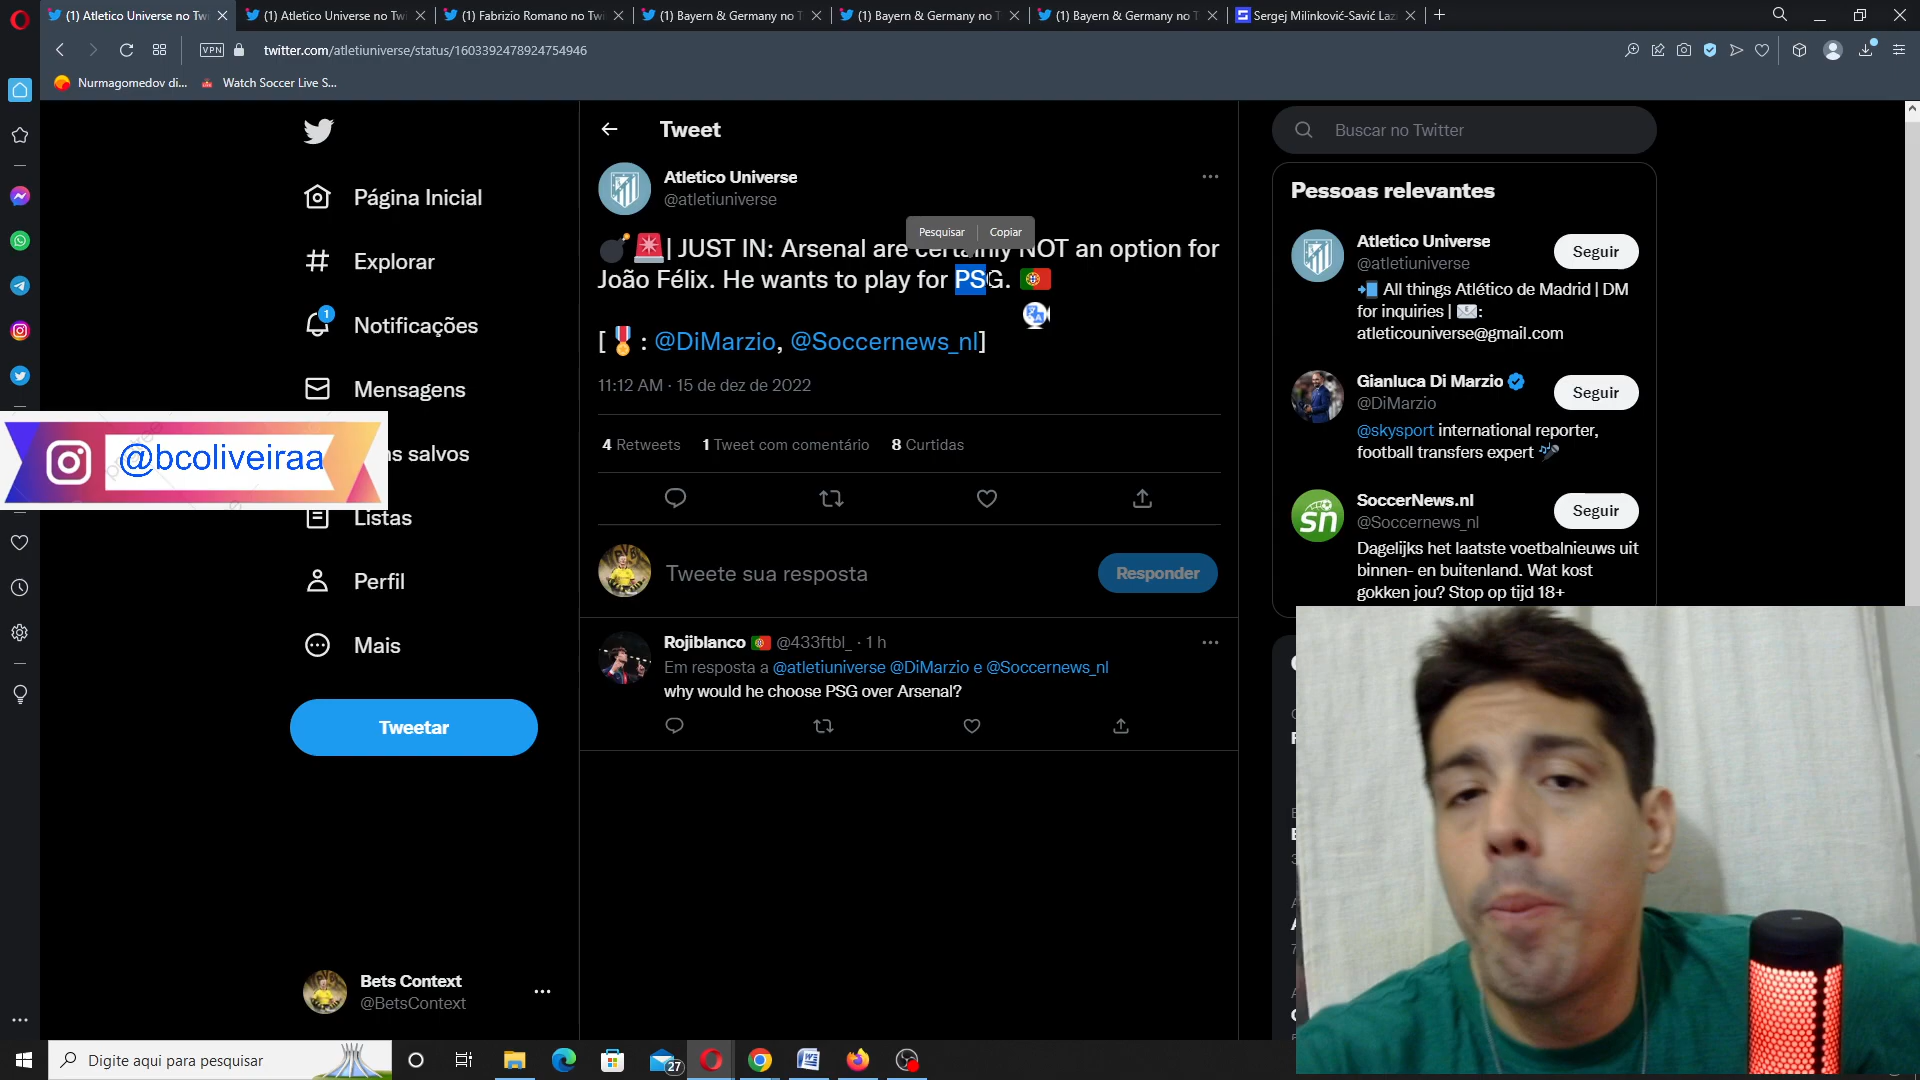 (1) Atletico Universe no Twi
(1) Atletico Universe no Twi
(1) Fabrizio Romano no Twi
(1) Bayern & Germany no T
(1) Bayern & Germany no T
(1) Bayern & Germany no T
Sergej Milinković-Savić Laz
VPN
twitter.com/atletiuniverse/status/1603392478924754946
Nurmagomedov di...
Watch Soccer Live S...
Página Inicial
Explorar
1
Notificações
Mensagens
ns salvos
Listas
Perfil
Mais
Tweetar
Bets Context
@BetsContext
@bcoliveiraa
Tweet
Atletico Universe
@atletiuniverse
Pesquisar
Copiar
| JUST IN: Arsenal are certainly NOT an option for
João Félix. He wants to play for PSG.
[ : @DiMarzio, @Soccernews_nl]
11:12 AM · 15 de dez de 2022
4 Retweets 1 Tweet com comentário 8 Curtidas
Tweete sua resposta
Responder
Rojiblanco @433ftbl_ · 1 h
Em resposta a @atletiuniverse @DiMarzio e @Soccernews_nl
why would he choose PSG over Arsenal?
Buscar no Twitter
Pessoas relevantes
Atletico Universe
@atletiuniverse
Seguir
All things Atlético de Madrid | DM
for inquiries | :
atleticouniverse@gmail.com
Gianluca Di Marzio
@DiMarzio
Seguir
@skysport international reporter,
football transfers expert
sn
SoccerNews.nl
@Soccernews_nl
Seguir
Dagelijks het laatste voetbalnieuws uit
binnen- en buitenland. Wat kost
gokken jou? Stop op tijd 18+
Digite aqui para pesquisar
27